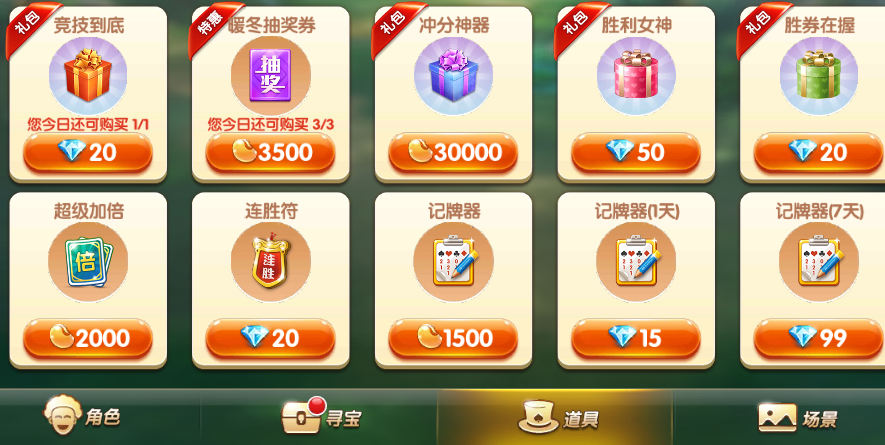 礼包 竞技到底
特惠 暖冬抽奖券
礼包 冲分神器
礼包 胜利女神
礼包 胜券在握
抽奖
您今日还可购买 1/1
您今日还可购买 3/3
20
3500
30000
50
20
超级加倍
连胜符
记牌器
记牌器(1天)
记牌器(7天)
倍
连胜
2000
20
1500
15
99
角色
寻宝
道具
场景